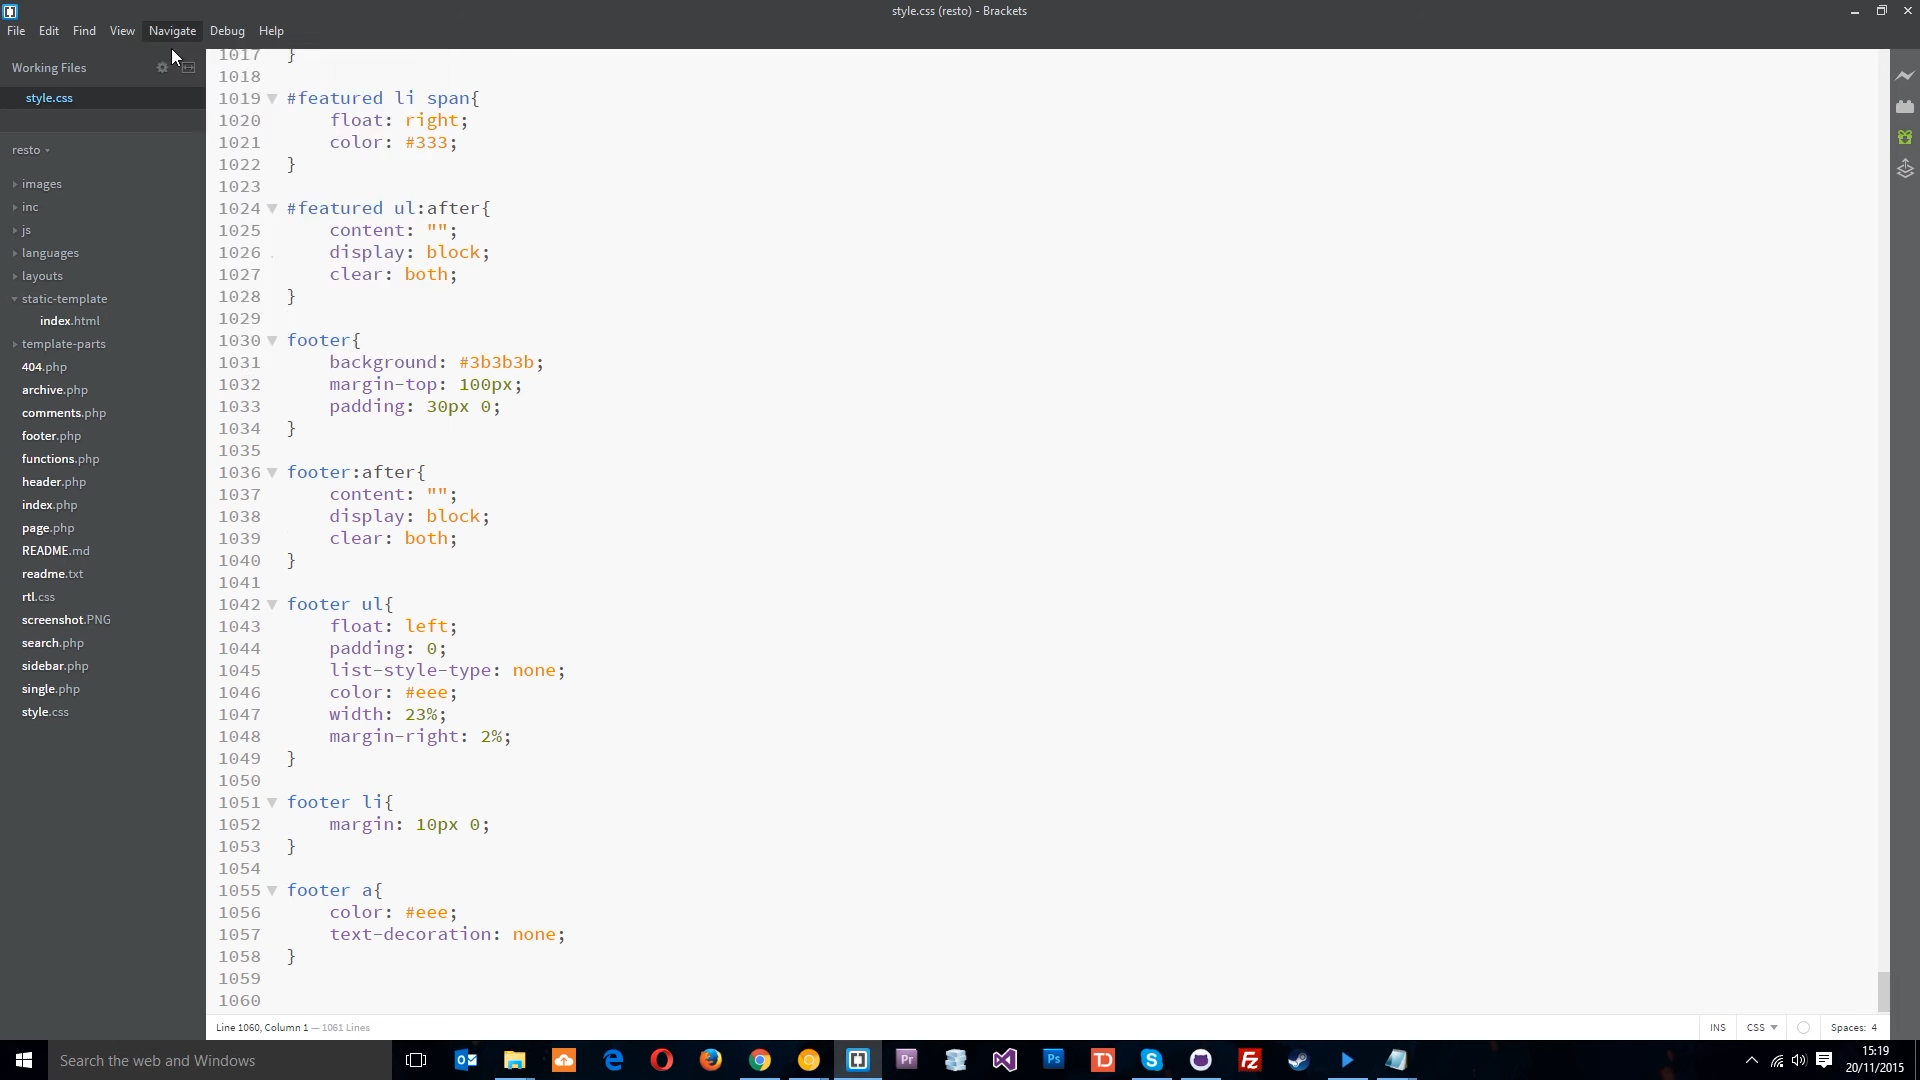 style.css (resto) - Brackets
File Edit Find View Navigate Debug Help
Working Files
style.css
resto
images
inc
js
languages
layouts
static-template
index.html
template-parts
404.php
archive.php
comments.php
footer.php
functions.php
header.php
index.php
page.php
README.md
readme.txt
rtl.css
screenshot.PNG
search.php
sidebar.php
single.php
style.css
1017 }
1018
1019 #featured li span{
1020 float: right;
1021 color: #333;
1022 }
1023
1024 #featured ul:after{
1025 content: "";
1026 display: block;
1027 clear: both;
1028 }
1029
1030 footer{
1031 background: #3b3b3b;
1032 margin-top: 100px;
1033 padding: 30px 0;
1034 }
1035
1036 footer:after{
1037 content: "";
1038 display: block;
1039 clear: both;
1040 }
1041
1042 footer ul{
1043 float: left;
1044 padding: 0;
1045 list-style-type: none;
1046 color: #eee;
1047 width: 23%;
1048 margin-right: 2%;
1049 }
1050
1051 footer li{
1052 margin: 10px 0;
1053 }
1054
1055 footer a{
1056 color: #eee;
1057 text-decoration: none;
1058 }
1059
1060
Line 1060, Column 1 — 1061 Lines
INS CSS Spaces: 4
Search the web and Windows
Pr Ps TD
15:19
20/11/2015